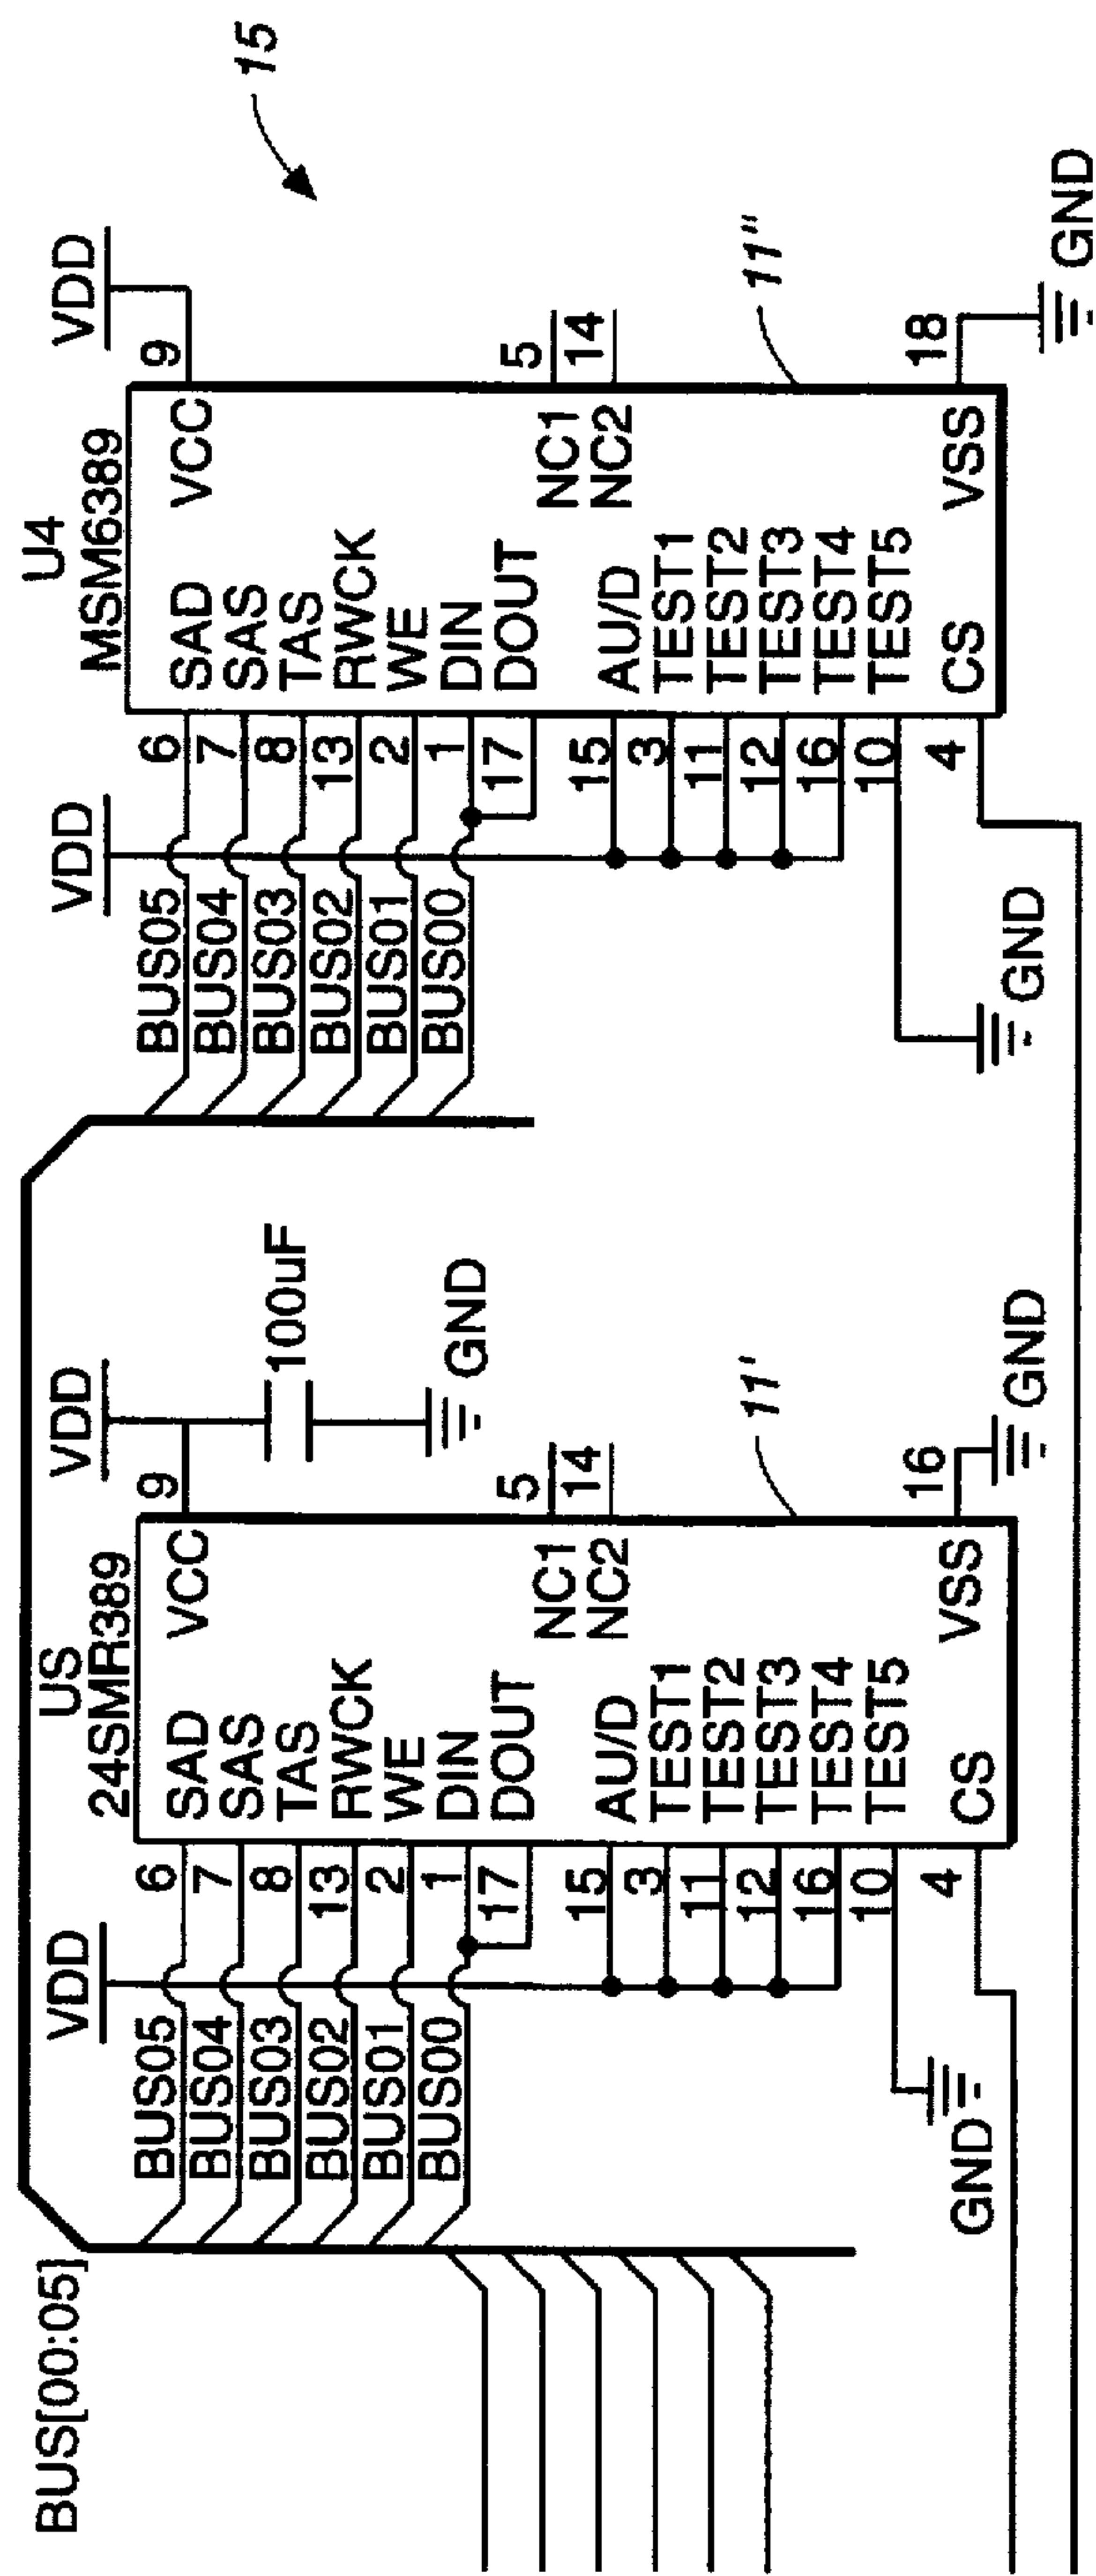 BUS[00:05]
BUS05
BUS04
BUS03
BUS02
BUS01
BUS00
VDD
GND
6
7
8
13
2
1
17
15
3
11
12
16
10
4
US
24SMR389
SAD
SAS
TAS
RWCK
WE
DIN
DOUT
AU/D
TEST1
TEST2
TEST3
TEST4
TEST5
CS
VCC
NC1
NC2
VSS
9
5
14
16
VDD
100uF
GND
11'
GND
BUS05
BUS04
BUS03
BUS02
BUS01
BUS00
VDD
GND
6
7
8
13
2
1
17
15
3
11
12
16
10
4
U4
MSM6389
SAD
SAS
TAS
RWCK
WE
DIN
DOUT
AU/D
TEST1
TEST2
TEST3
TEST4
TEST5
CS
VCC
NC1
NC2
VSS
9
5
14
18
VDD
11"
GND
15